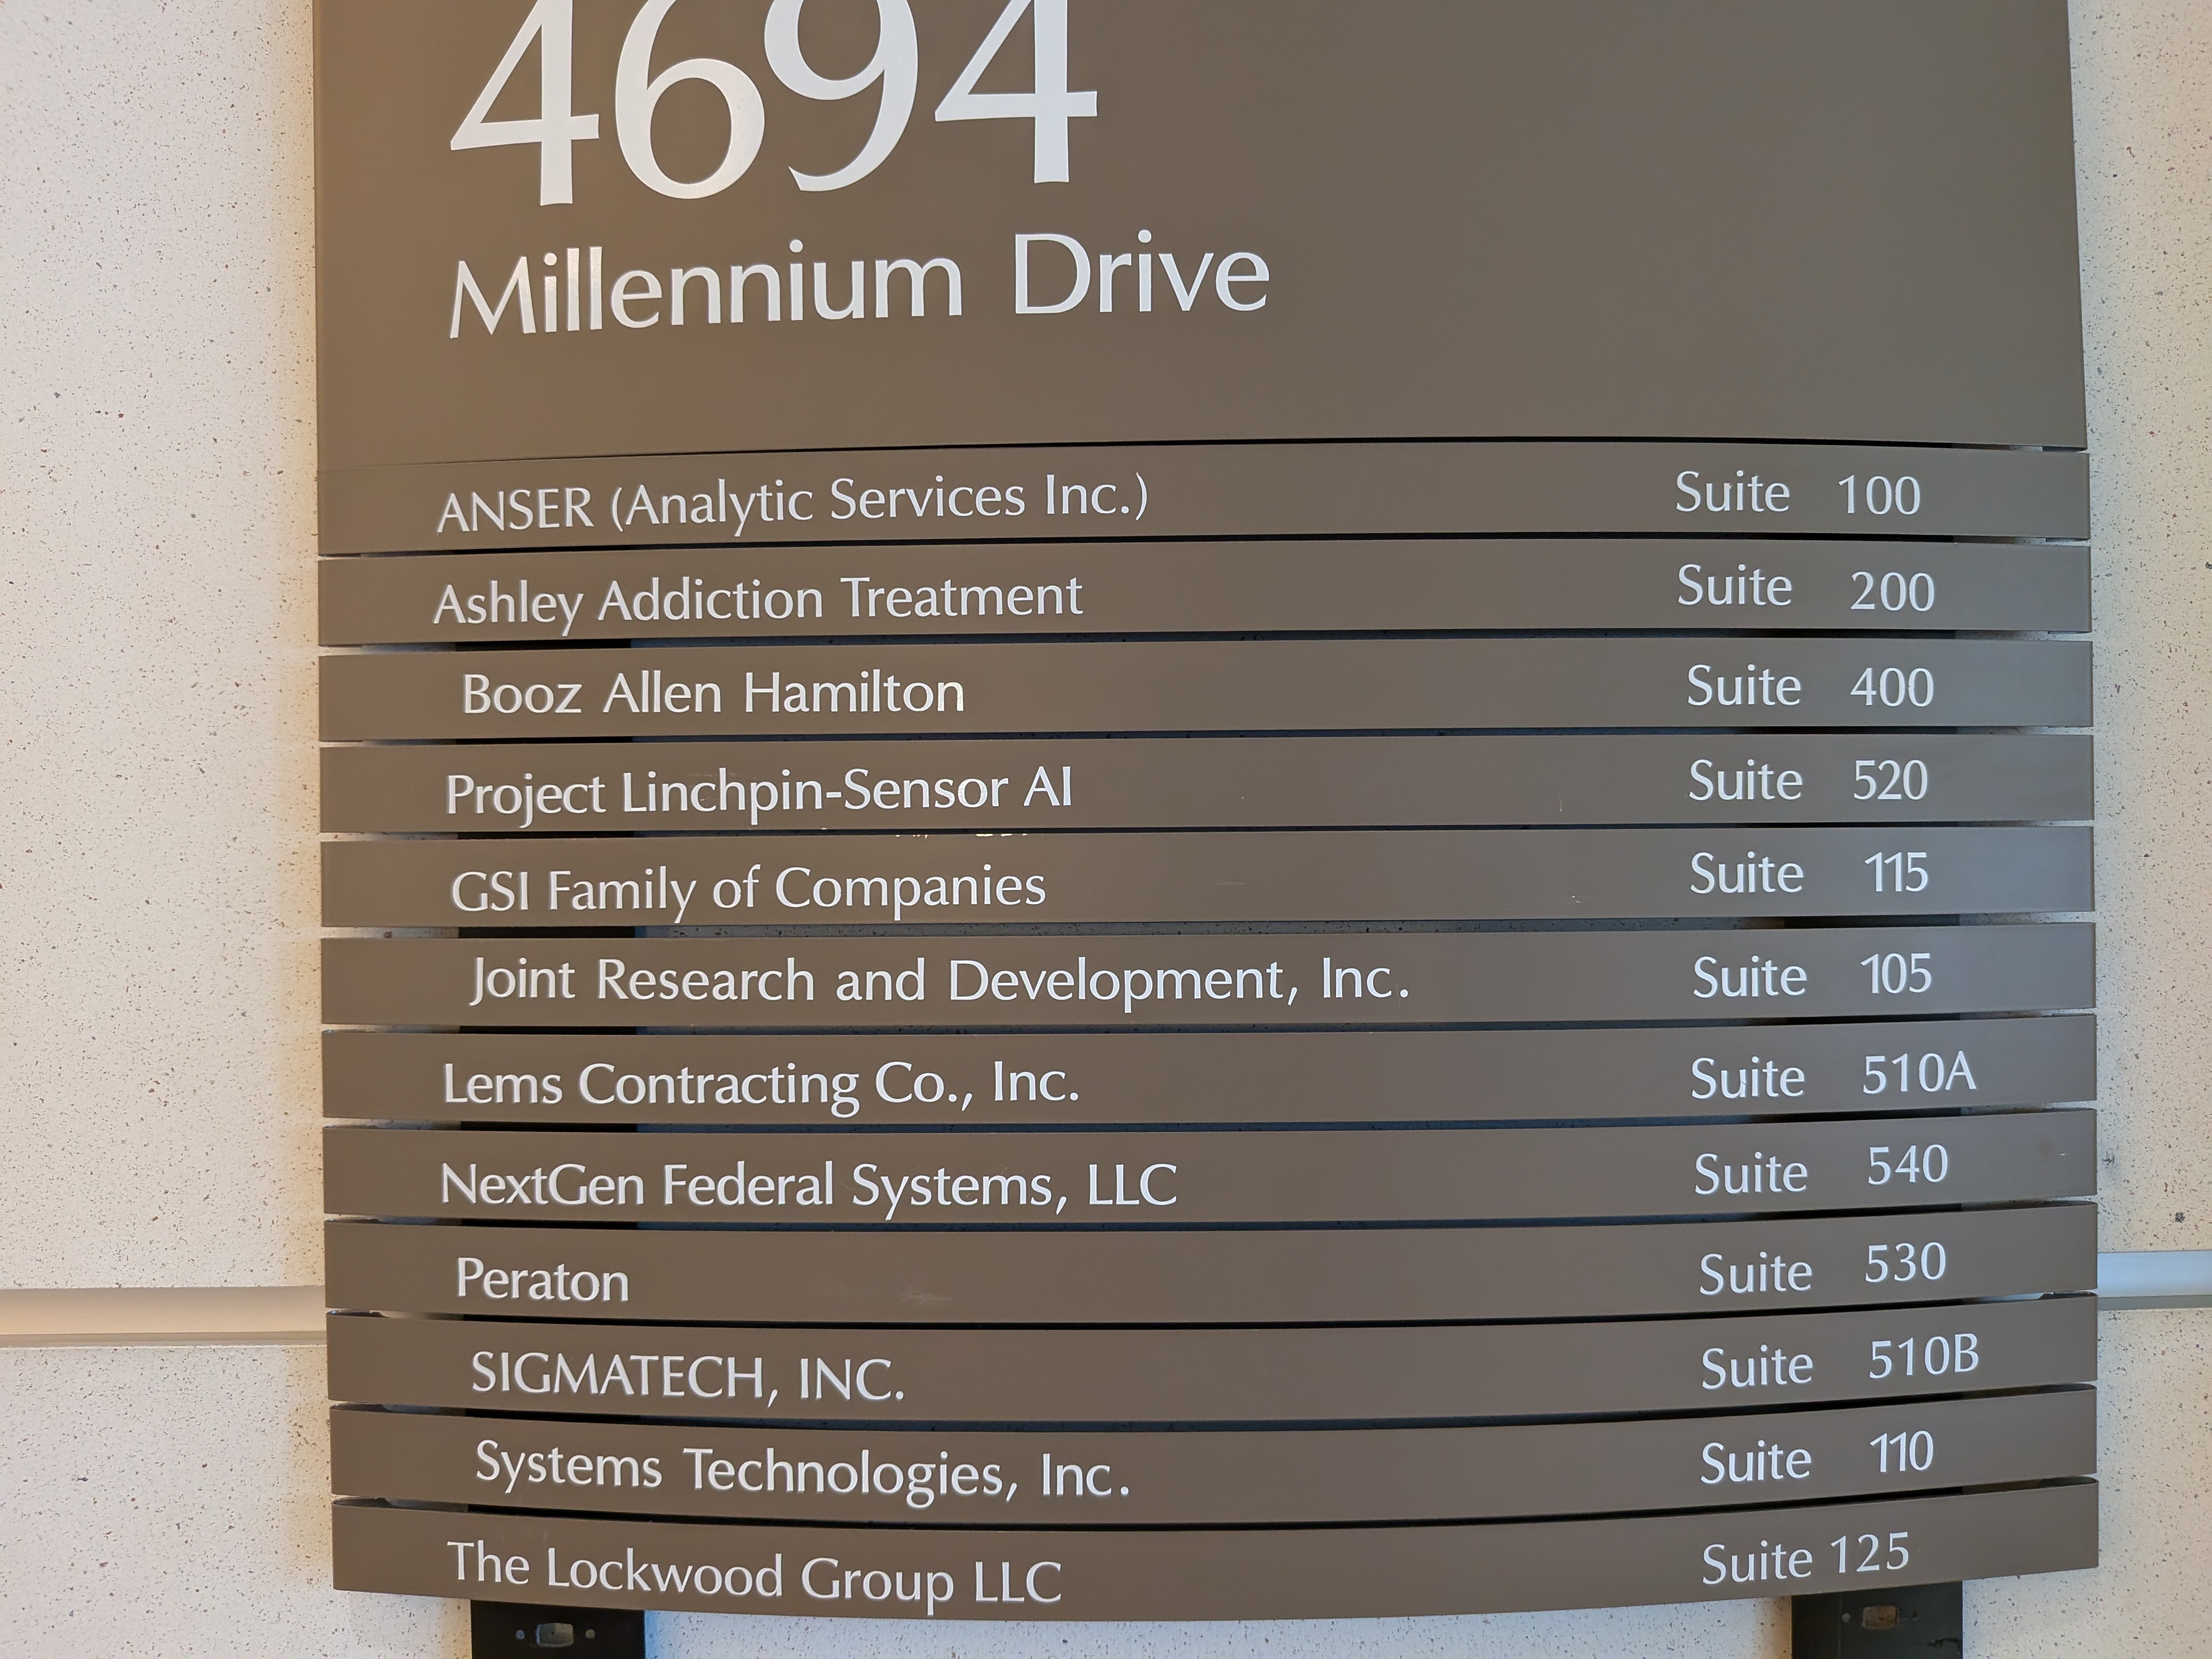 4694
Millennium Drive
ANSER (Analytic Services Inc.) Suite 100
Ashley Addiction Treatment Suite 200
Booz Allen Hamilton Suite 400
Project Linchpin-Sensor AI Suite 520
GSI Family of Companies Suite 115
Joint Research and Development, Inc. Suite 105
Lems Contracting Co., Inc. Suite 510A
NextGen Federal Systems, LLC Suite 540
Peraton Suite 530
SIGMATECH, INC. Suite 510B
Systems Technologies, Inc. Suite 110
The Lockwood Group LLC Suite 125